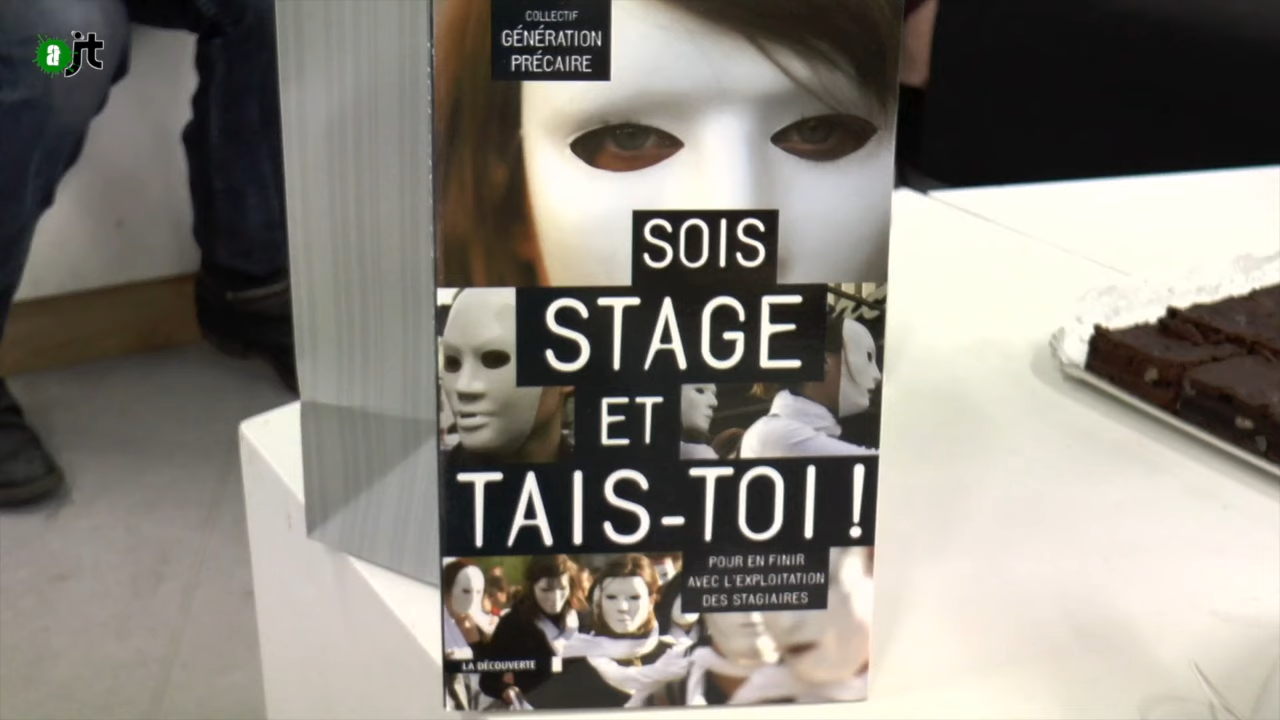 ajt
COLLECTIF
GÉNÉRATION
PRÉCAIRE
SOIS
STAGE
ET
TAIS-TOI !
POUR EN FINIR
AVEC L'EXPLOITATION
DES STAGIAIRES
LA DÉCOUVERTE